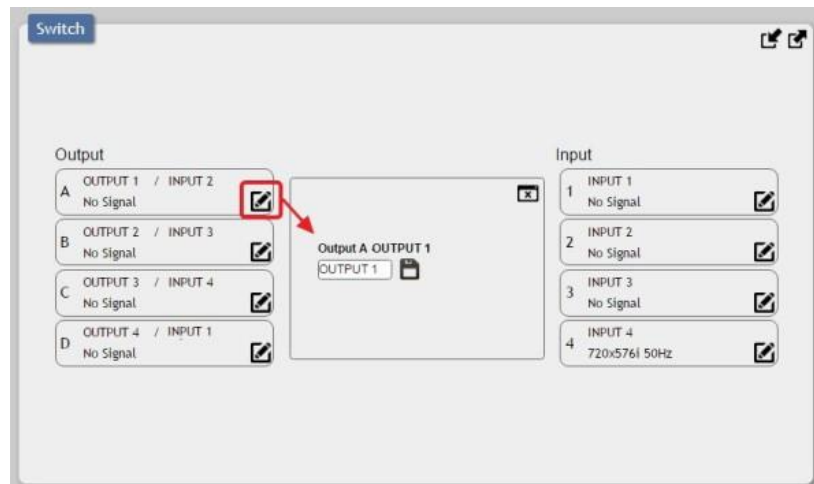 Switch
Output
A OUTPUT 1 / INPUT 2
No Signal
B OUTPUT 2 / INPUT 3
No Signal
C OUTPUT 3 / INPUT 4
No Signal
D OUTPUT 4 / INPUT 1
No Signal
Output A OUTPUT 1
OUTPUT 1
Input
1 INPUT 1
No Signal
2 INPUT 2
No Signal
3 INPUT 3
No Signal
4 INPUT 4
720x576i 50Hz